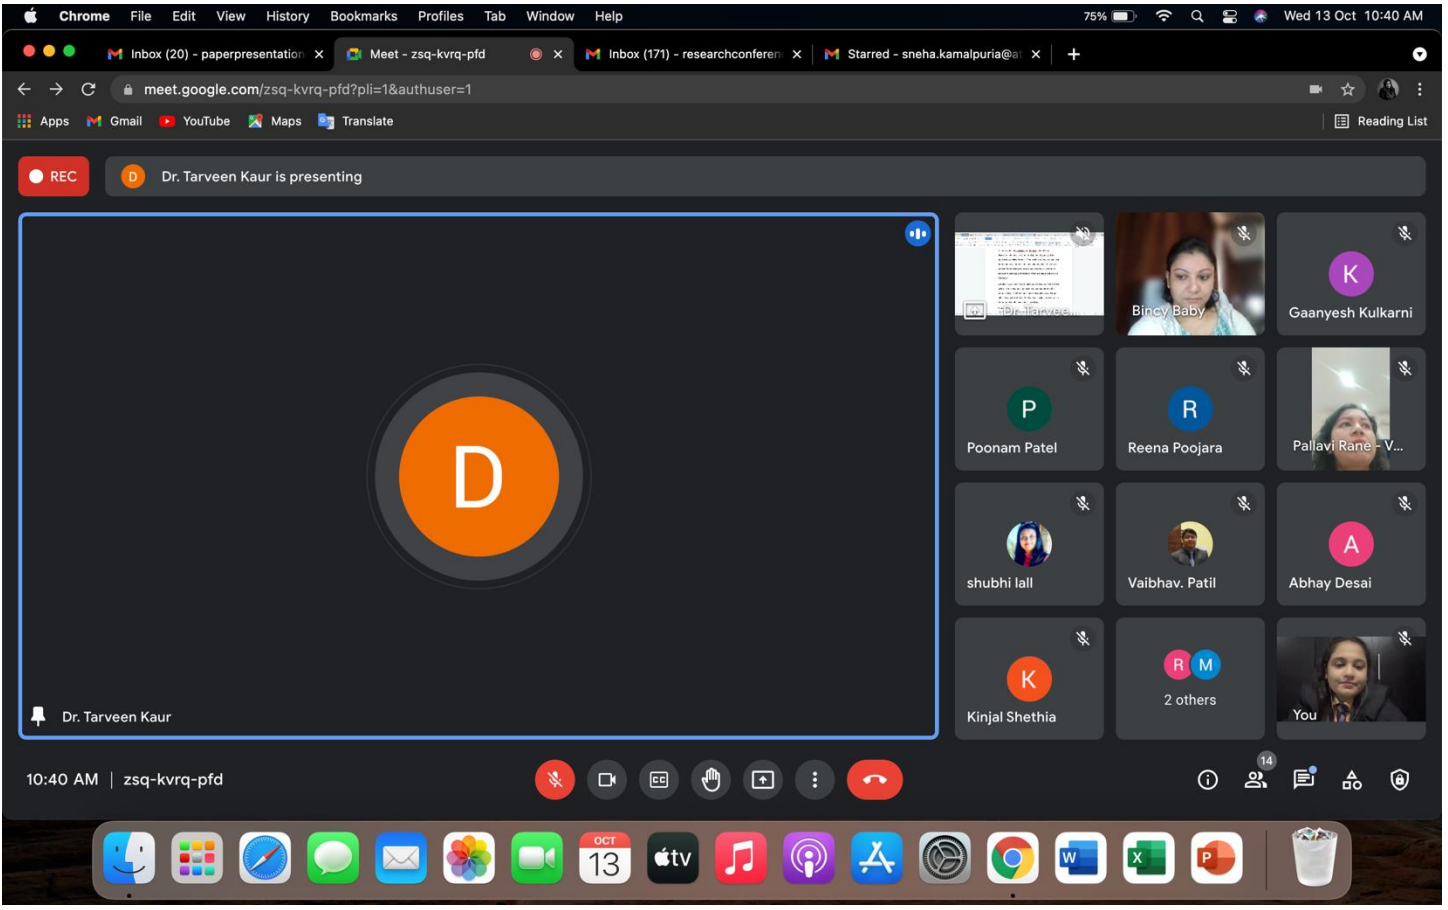 Chrome File Edit View History Bookmarks Profiles Tab Window Help 75% Wed 13 Oct 10:40 AM
Inbox (20) - paperpresentation Meet - zsq-kvrq-pfd Inbox (171) - researchconferen Starred - sneha.kamalpuria@at
meet.google.com/zsq-kvrq-pfd?pli=1&authuser=1
Apps Gmail YouTube Maps Translate Reading List
REC D Dr. Tarveen Kaur is presenting
D
Dr. Tarveen Kaur
Dr. Tarvee... Bincy Baby K Gaanyesh Kulkarni
P R
Poonam Patel Reena Poojara Pallavi Rane - V...
A
shubhi lall Vaibhav. Patil Abhay Desai
K R M
2 others
Kinjal Shethia You
10:40 AM | zsq-kvrq-pfd CC 14
OCT
13 tv W X P